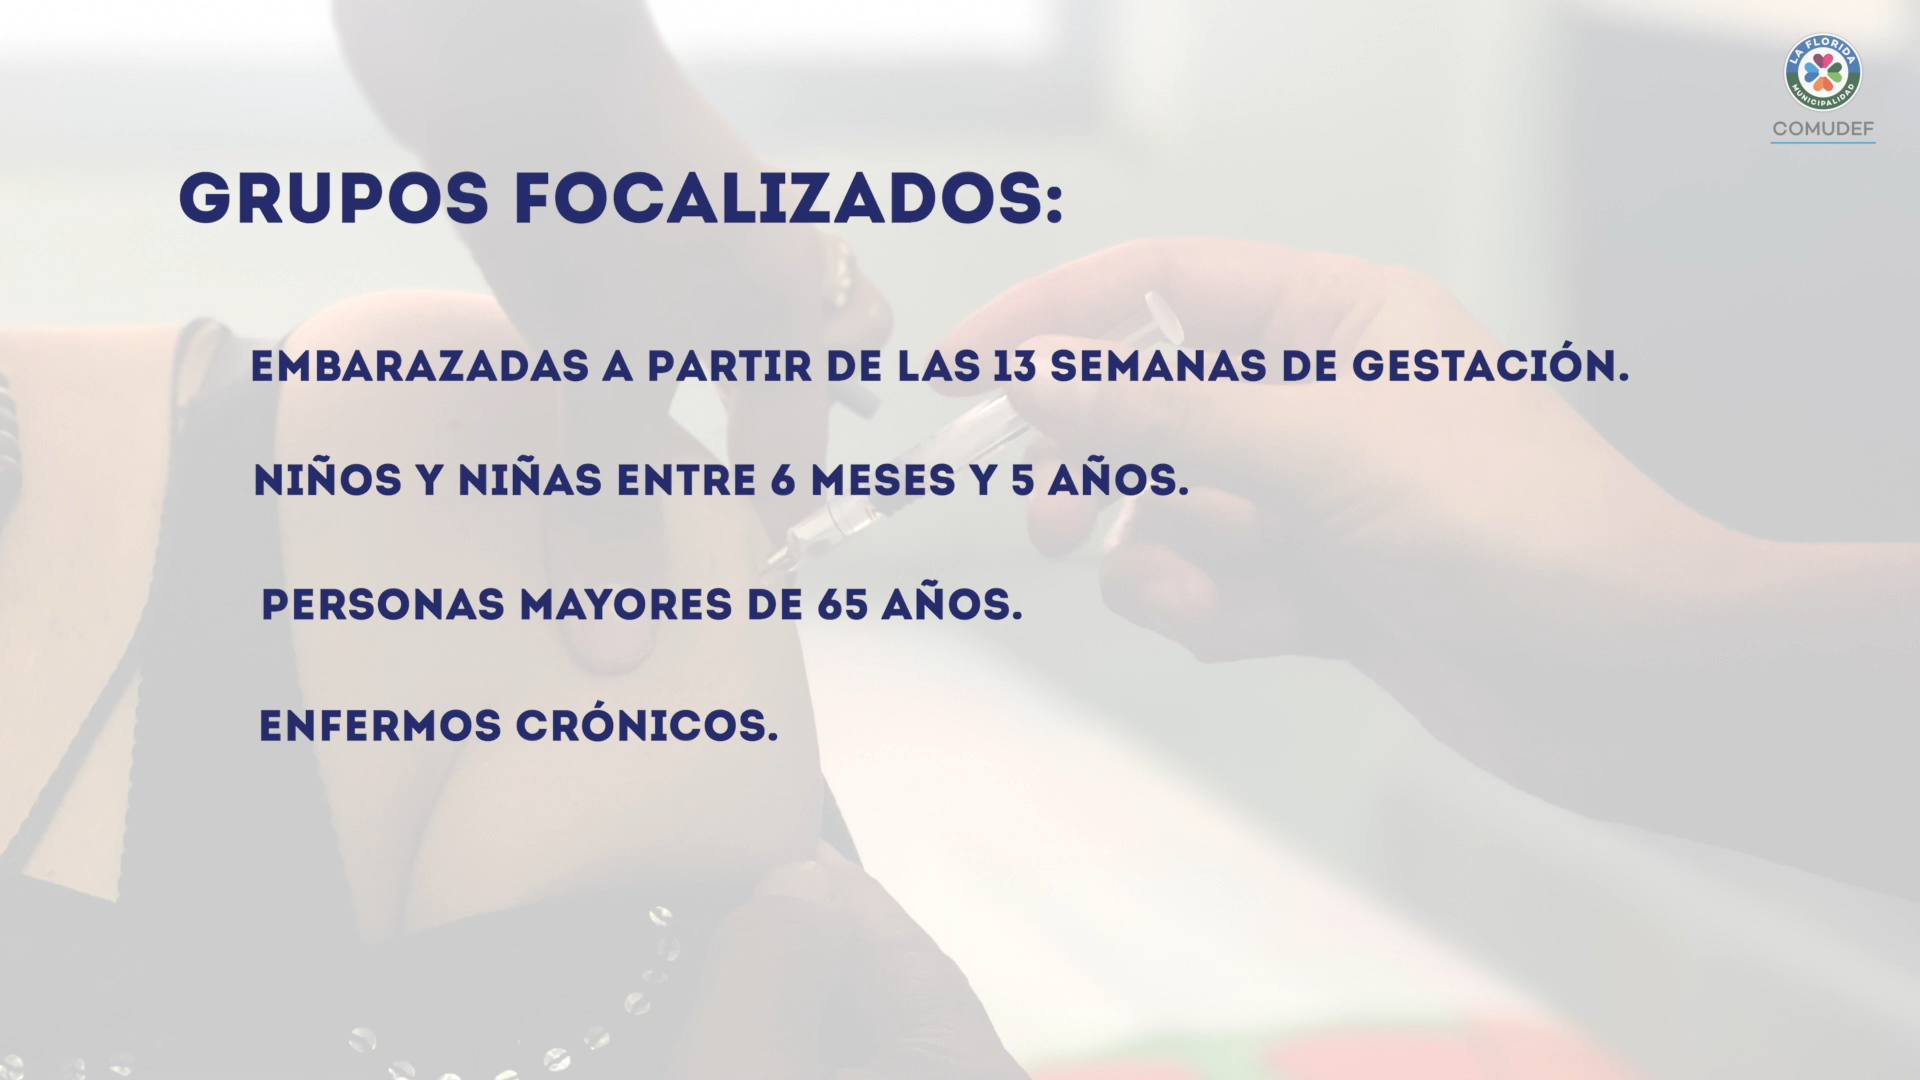 LA FLORIDA
MUNICIPALIDAD
COMUDEF
GRUPOS FOCALIZADOS:
EMBARAZADAS A PARTIR DE LAS 13 SEMANAS DE GESTACIÓN.
NIÑOS Y NIÑAS ENTRE 6 MESES Y 5 AÑOS.
PERSONAS MAYORES DE 65 AÑOS.
ENFERMOS CRÓNICOS.